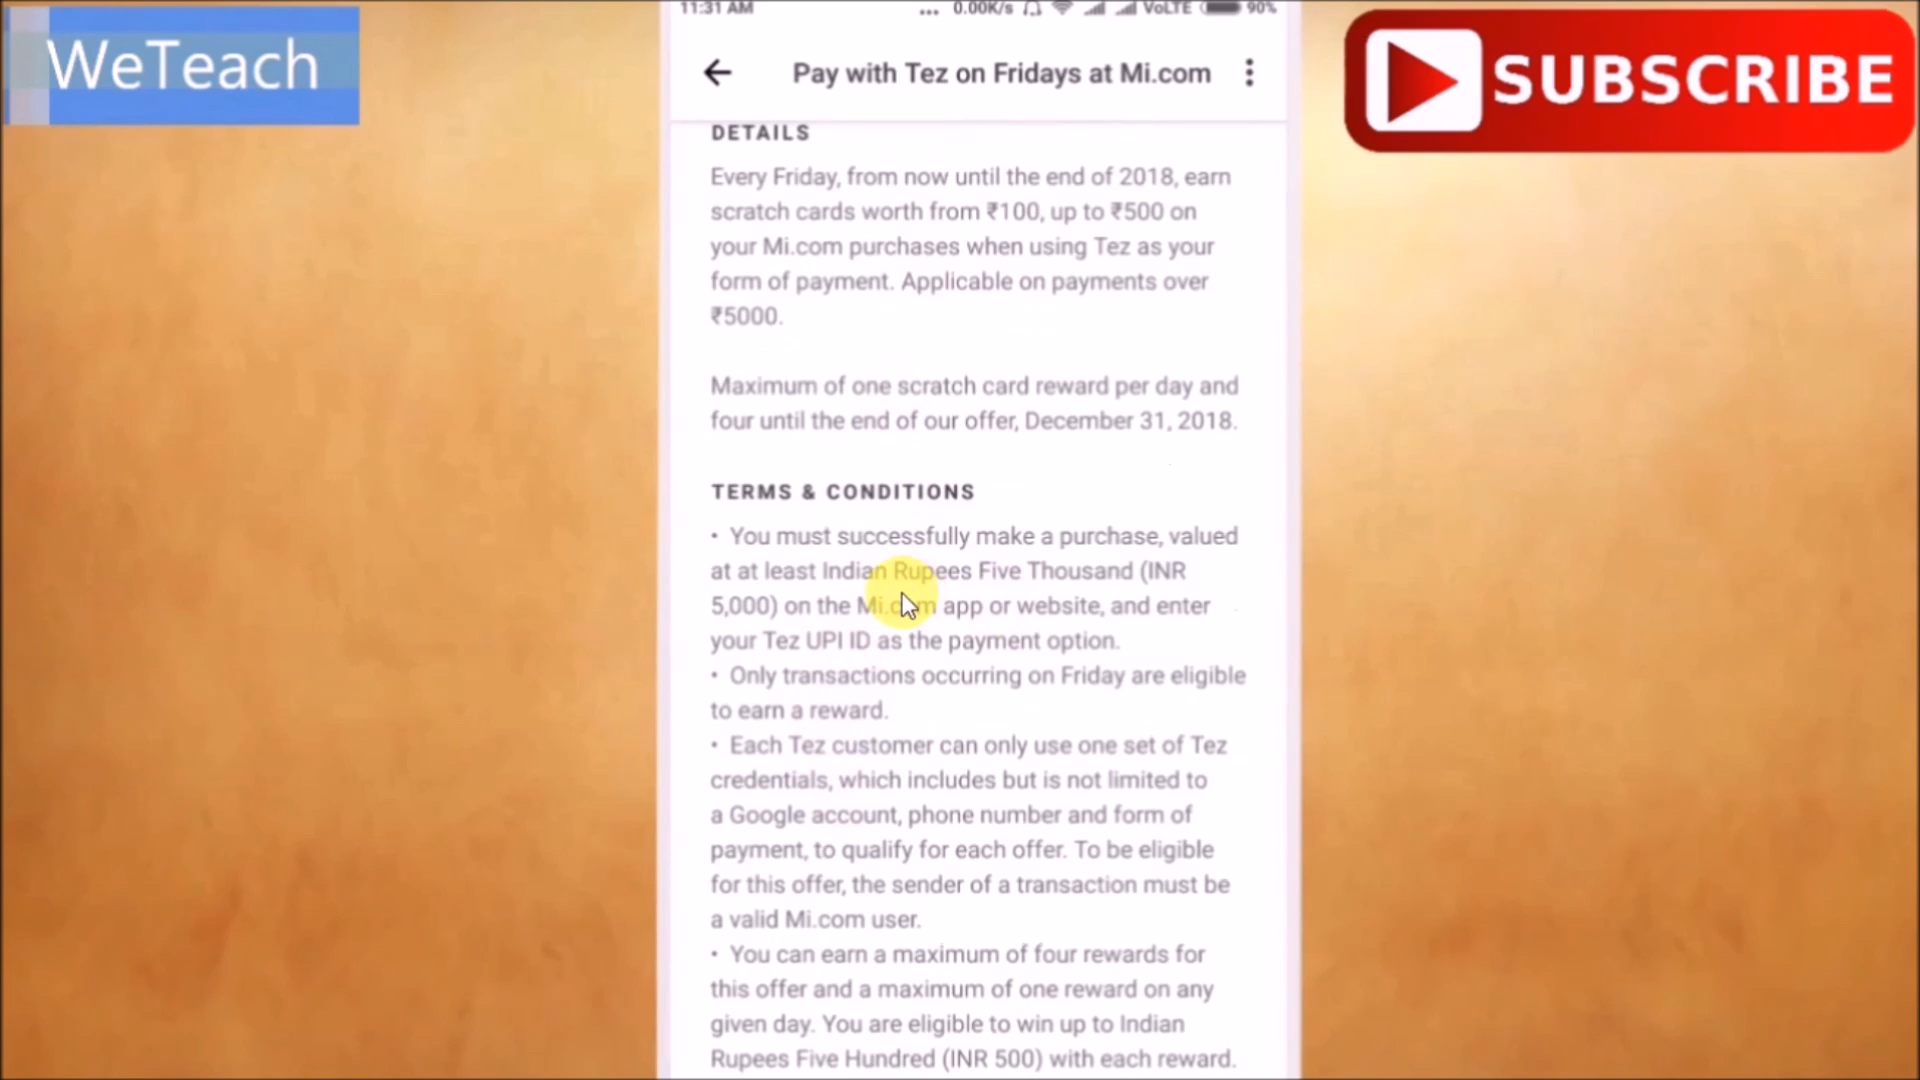 WeTeach
SUBSCRIBE
11:31 AM ... 0.00K/s VoLTE 90%
Pay with Tez on Fridays at Mi.com
DETAILS
Every Friday, from now until the end of 2018, earn
scratch cards worth from ₹100, up to ₹500 on
your Mi.com purchases when using Tez as your
form of payment. Applicable on payments over
₹5000.
Maximum of one scratch card reward per day and
four until the end of our offer, December 31, 2018.
TERMS & CONDITIONS
• You must successfully make a purchase, valued
at at least Indian Rupees Five Thousand (INR
5,000) on the Mi.com app or website, and enter
your Tez UPI ID as the payment option.
• Only transactions occurring on Friday are eligible
to earn a reward.
• Each Tez customer can only use one set of Tez
credentials, which includes but is not limited to
a Google account, phone number and form of
payment, to qualify for each offer. To be eligible
for this offer, the sender of a transaction must be
a valid Mi.com user.
• You can earn a maximum of four rewards for
this offer and a maximum of one reward on any
given day. You are eligible to win up to Indian
Rupees Five Hundred (INR 500) with each reward.